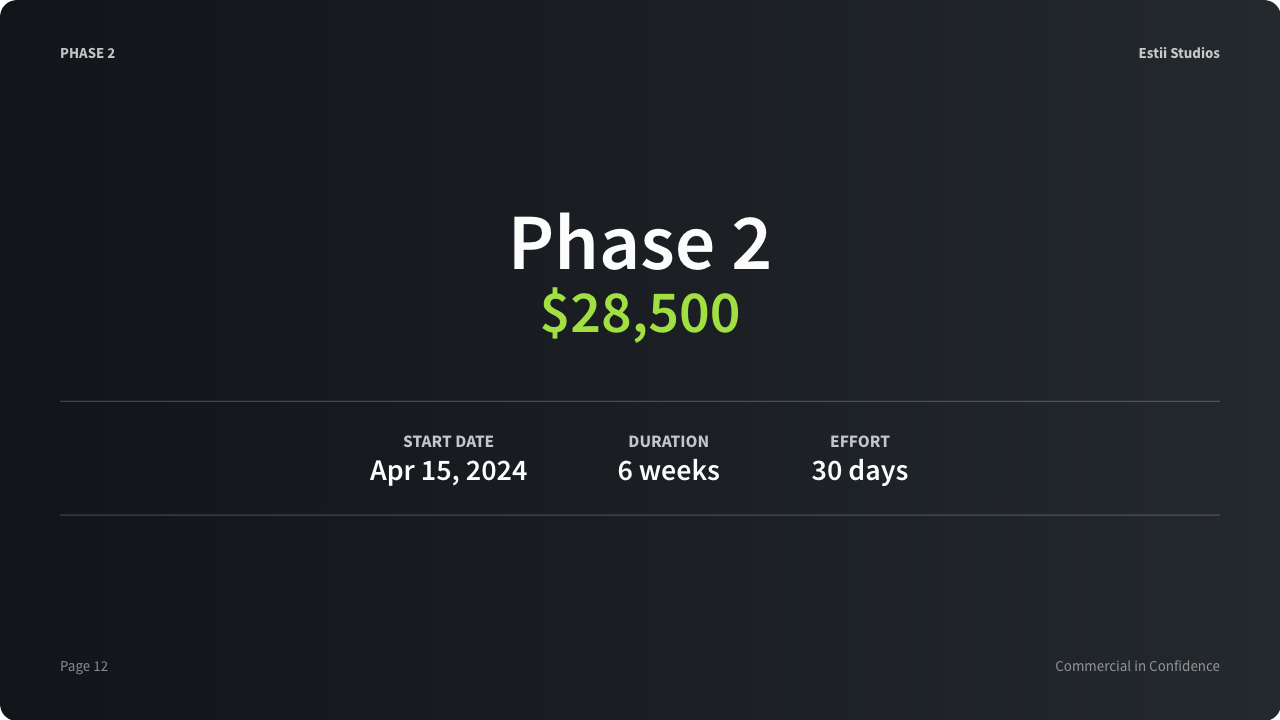 PHASE 2
Estii Studios
Phase 2
$28,500
START DATE
Apr 15, 2024
DURATION
6 weeks
EFFORT
30 days
Page 12
Commercial in Confidence